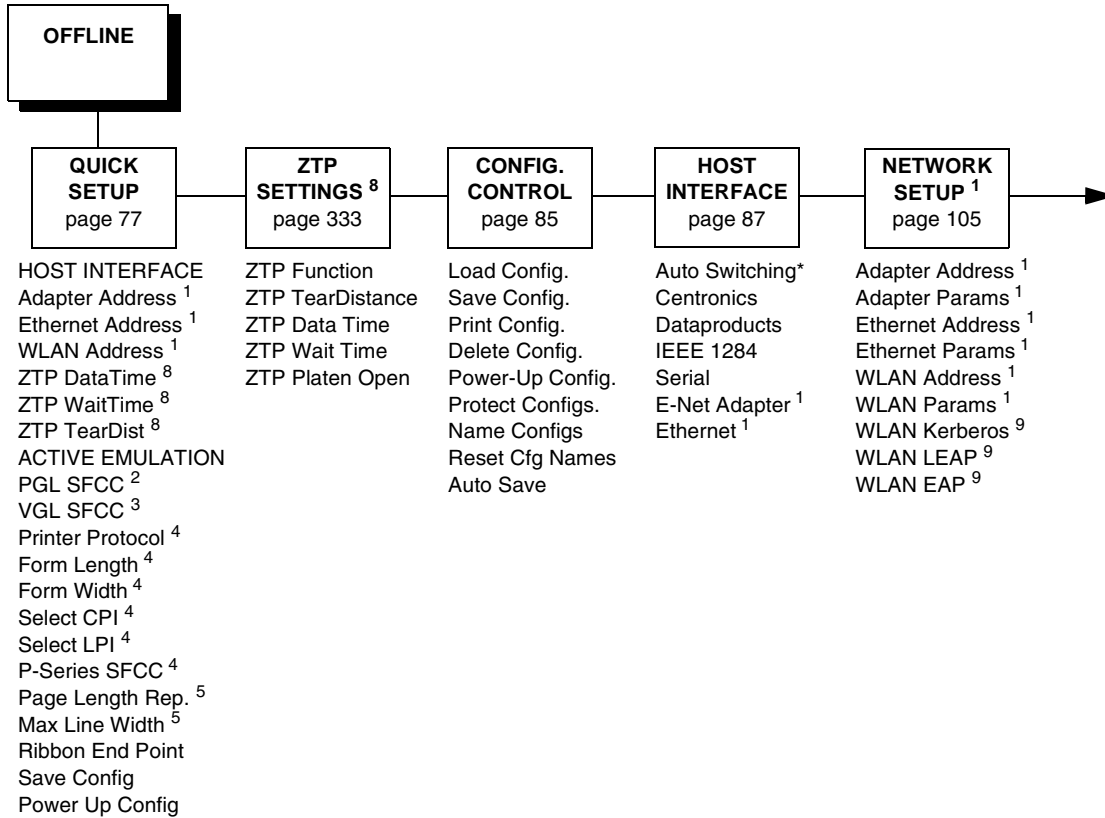 OFFLINE
QUICK
SETUP
page 77
ZTP
SETTINGS 8
page 333
CONFIG.
CONTROL
page 85
HOST
INTERFACE
page 87
NETWORK
SETUP 1
page 105
HOST INTERFACE
Adapter Address 1
Ethernet Address 1
WLAN Address 1
ZTP DataTime 8
ZTP WaitTime 8
ZTP TearDist 8
ACTIVE EMULATION
PGL SFCC 2
VGL SFCC 3
Printer Protocol 4
Form Length 4
Form Width 4
Select CPI 4
Select LPI 4
P-Series SFCC 4
Page Length Rep. 5
Max Line Width 5
Ribbon End Point
Save Config
Power Up Config
ZTP Function
ZTP TearDistance
ZTP Data Time
ZTP Wait Time
ZTP Platen Open
Load Config.
Save Config.
Print Config.
Delete Config.
Power-Up Config.
Protect Configs.
Name Configs
Reset Cfg Names
Auto Save
Auto Switching*
Centronics
Dataproducts
IEEE 1284
Serial
E-Net Adapter 1
Ethernet 1
Adapter Address 1
Adapter Params 1
Ethernet Address 1
Ethernet Params 1
WLAN Address 1
WLAN Params 1
WLAN Kerberos 9
WLAN LEAP 9
WLAN EAP 9